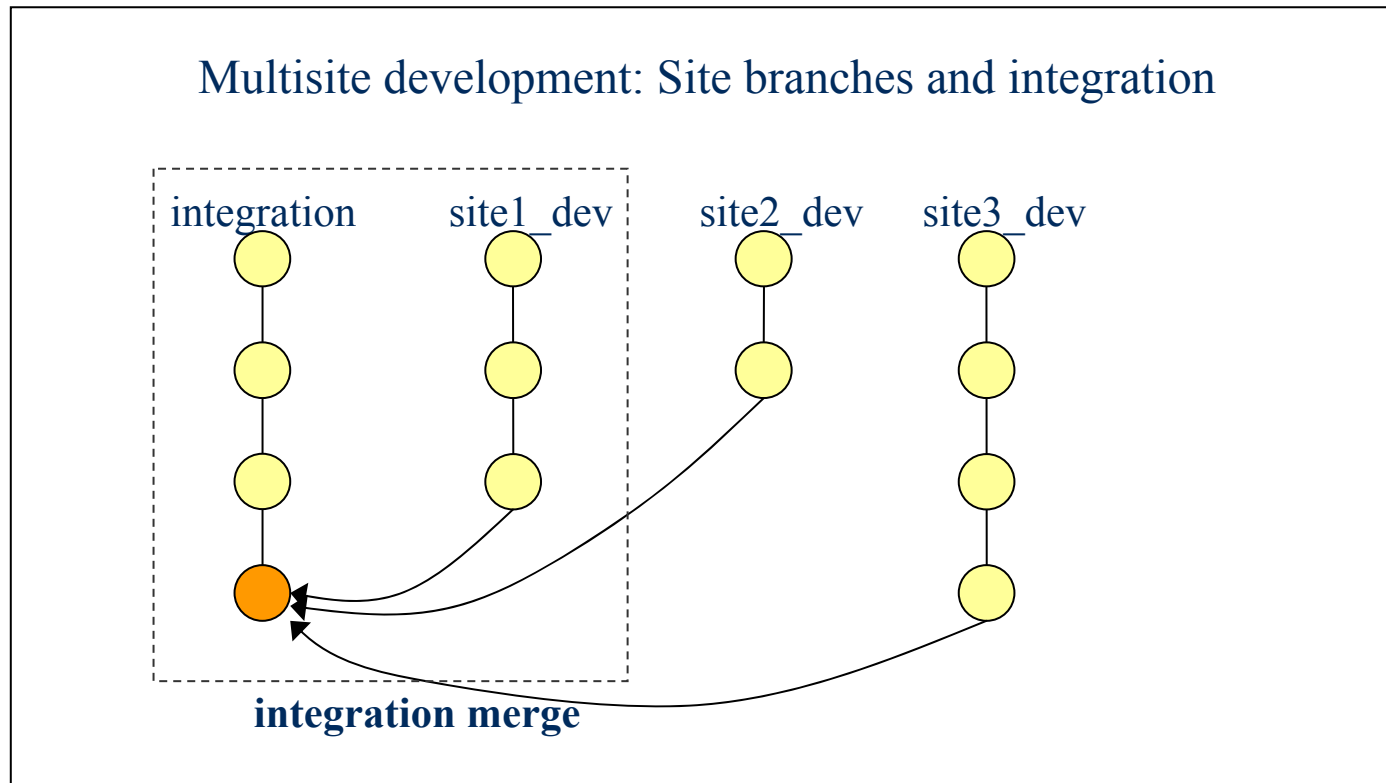 Multisite development: Site branches and integration
integration site1_dev site2_dev site3_dev
integration merge